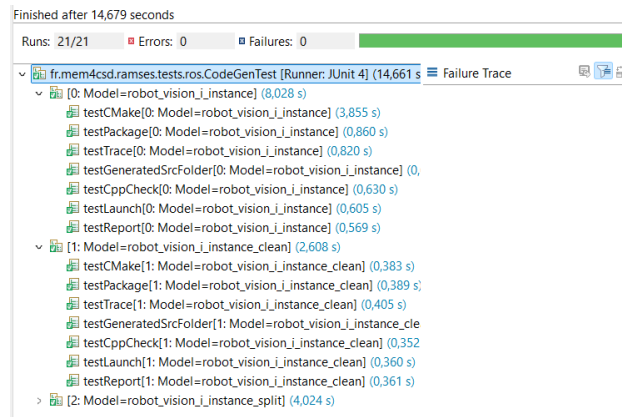 Finished after 14,679 seconds
Runs: 21/21 Errors: 0 Failures: 0
fr.mem4csd.ramses.tests.ros.CodeGenTest [Runner: JUnit 4] (14,661 s Failure Trace
[0: Model=robot_vision_i_instance] (8,028 s)
testCMake[0: Model=robot_vision_i_instance] (3,855 s)
testPackage[0: Model=robot_vision_i_instance] (0,860 s)
testTrace[0: Model=robot_vision_i_instance] (0,820 s)
testGeneratedSrcFolder[0: Model=robot_vision_i_instance] (0,
testCppCheck[0: Model=robot_vision_i_instance] (0,630 s)
testLaunch[0: Model=robot_vision_i_instance] (0,605 s)
testReport[0: Model=robot_vision_i_instance] (0,569 s)
[1: Model=robot_vision_i_instance_clean] (2,608 s)
testCMake[1: Model=robot_vision_i_instance_clean] (0,383 s)
testPackage[1: Model=robot_vision_i_instance_clean] (0,389 s)
testTrace[1: Model=robot_vision_i_instance_clean] (0,405 s)
testGeneratedSrcFolder[1: Model=robot_vision_i_instance_cle
testCppCheck[1: Model=robot_vision_i_instance_clean] (0,352
testLaunch[1: Model=robot_vision_i_instance_clean] (0,360 s)
testReport[1: Model=robot_vision_i_instance_clean] (0,361 s)
[2: Model=robot_vision_i_instance_split] (4,024 s)